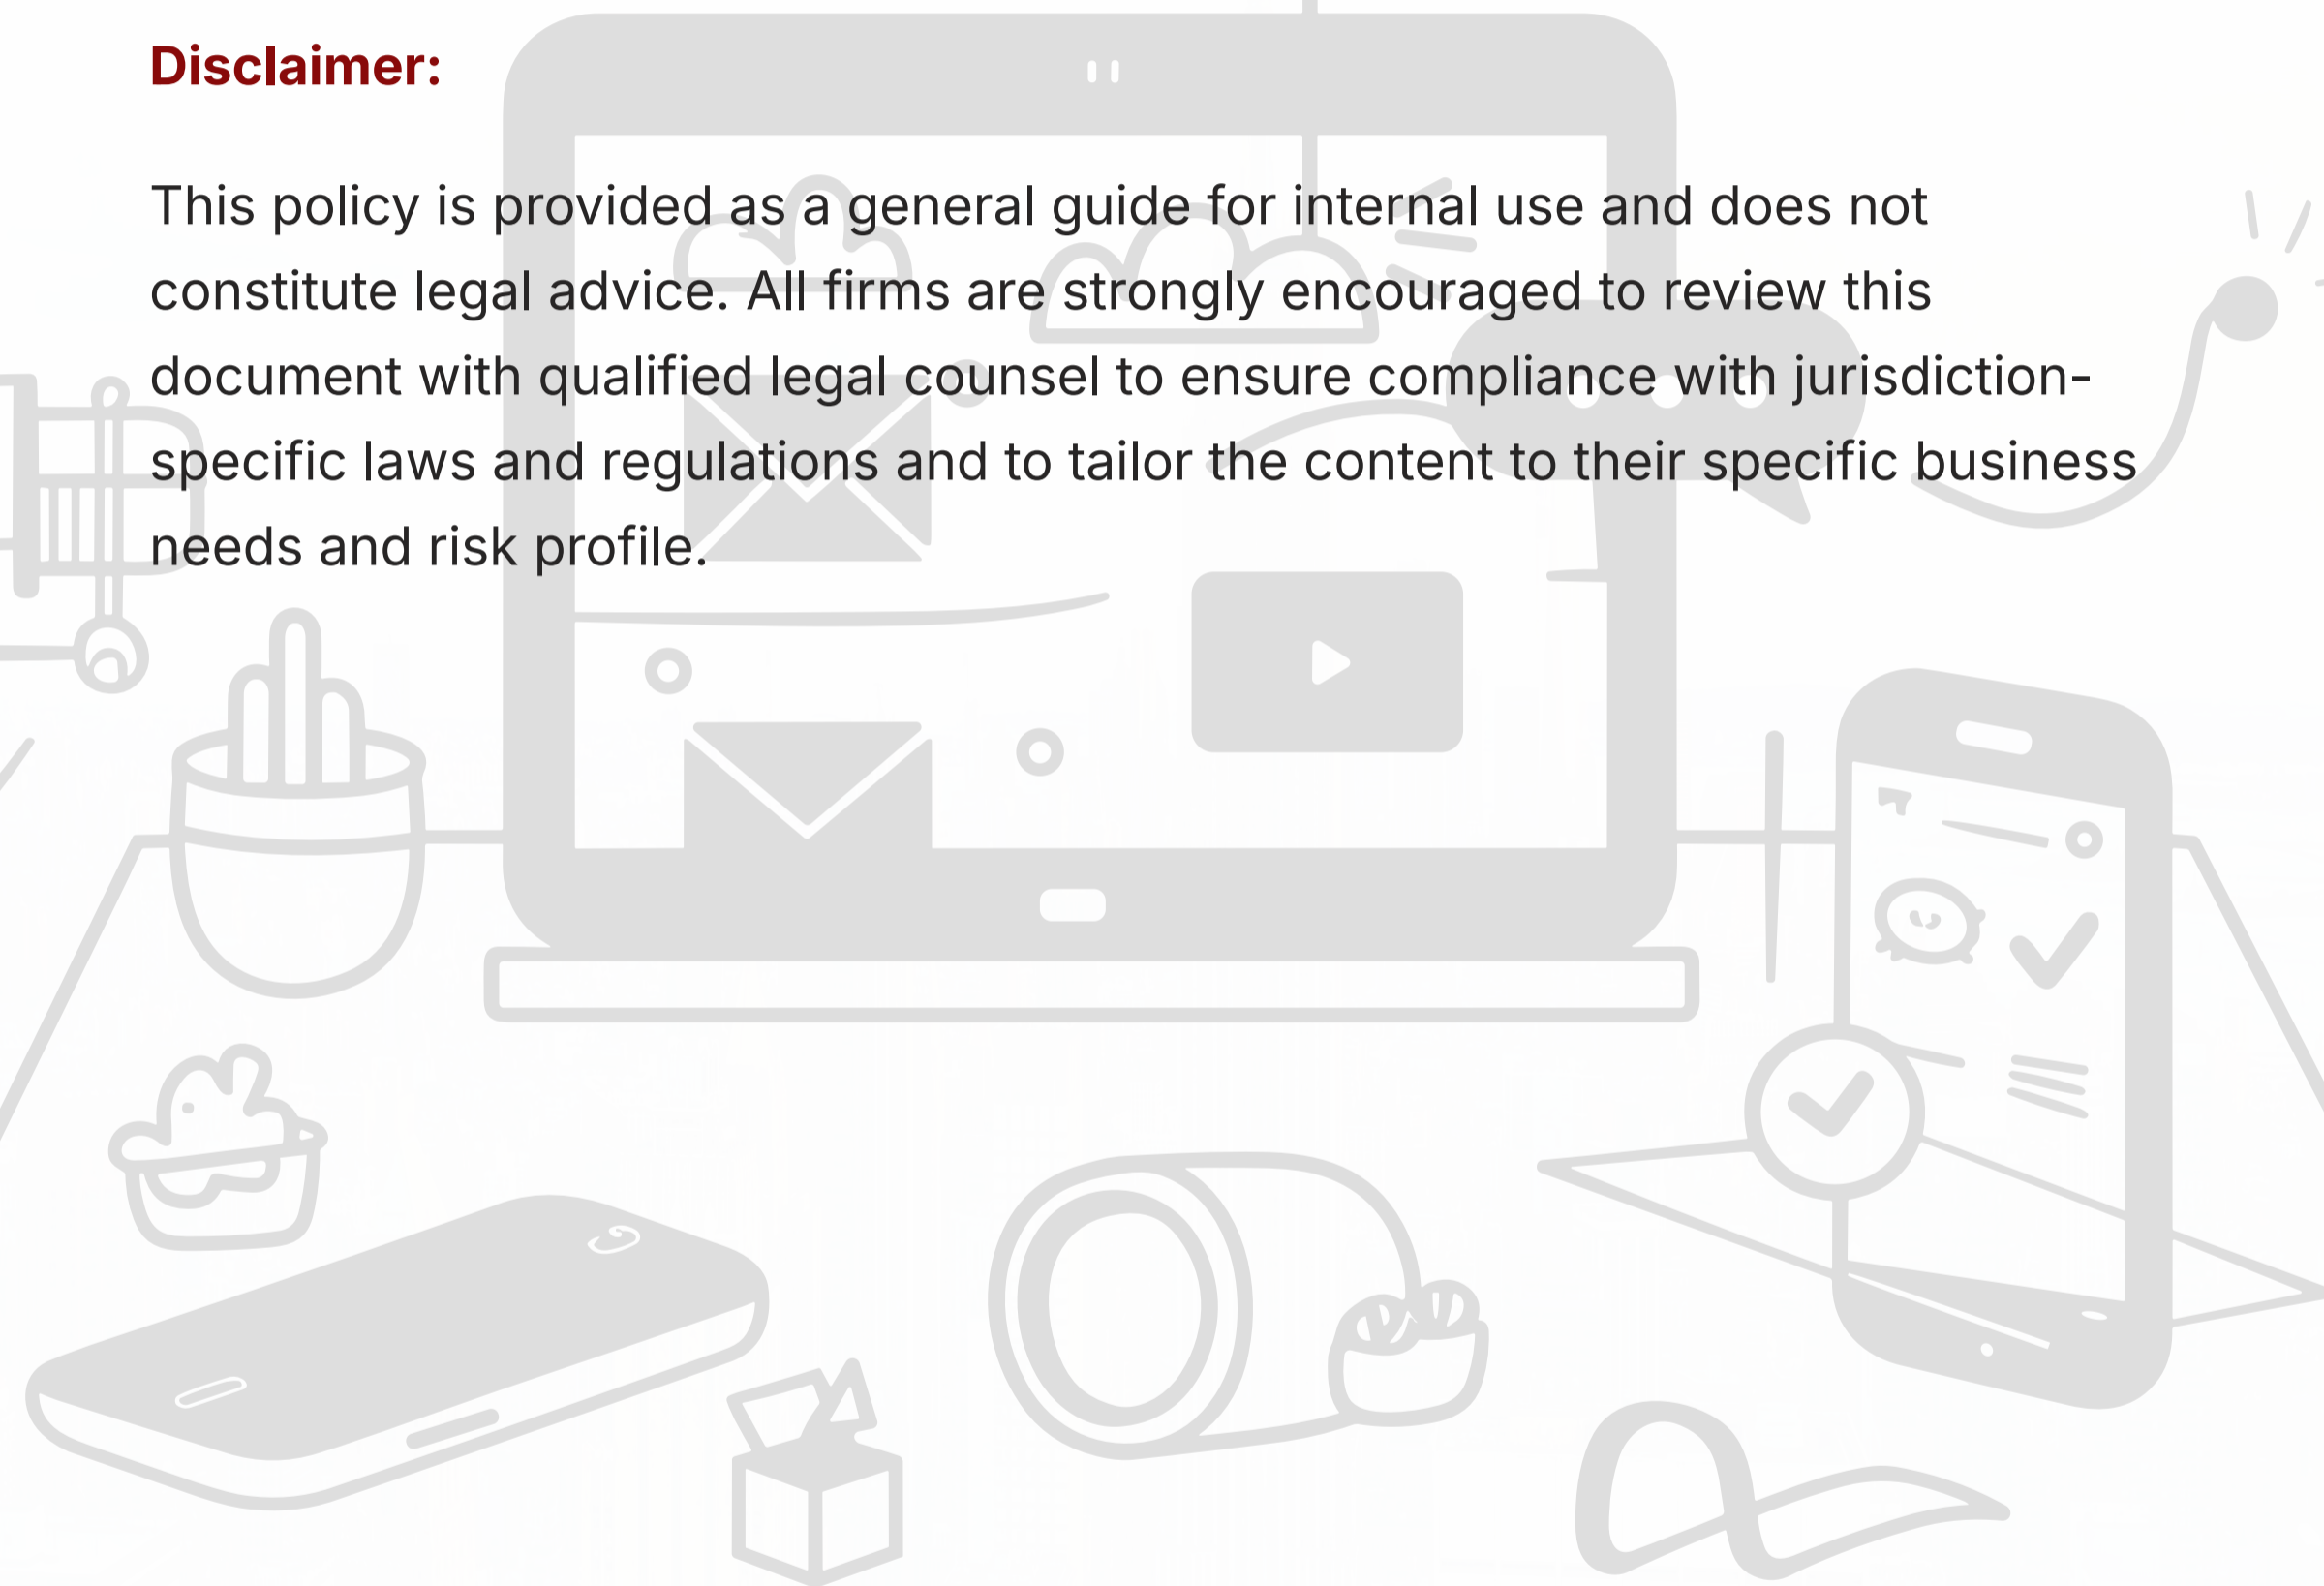 Disclaimer:
This policy is provided as a general guide for internal use and does not
constitute legal advice. All firms are strongly encouraged to review this
document with qualified legal counsel to ensure compliance with jurisdiction-
specific laws and regulations and to tailor the content to their specific business
needs and risk profile.